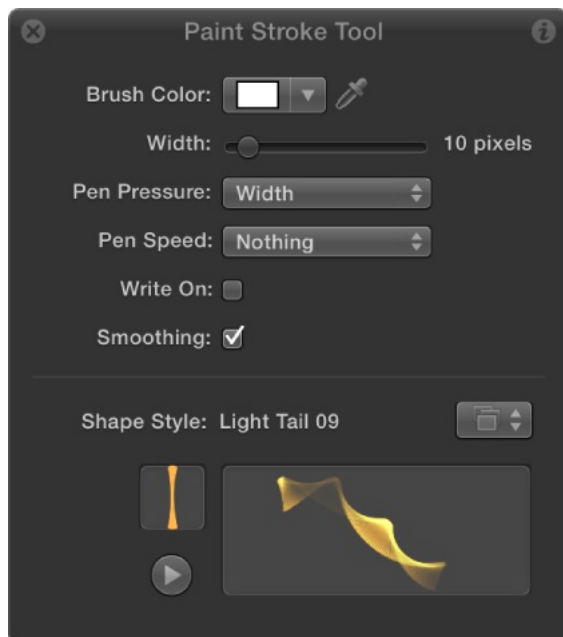 Paint Stroke Tool
Brush Color:
Width: 10 pixels
Pen Pressure: Width
Pen Speed: Nothing
Write On:
Smoothing:
Shape Style: Light Tail 09